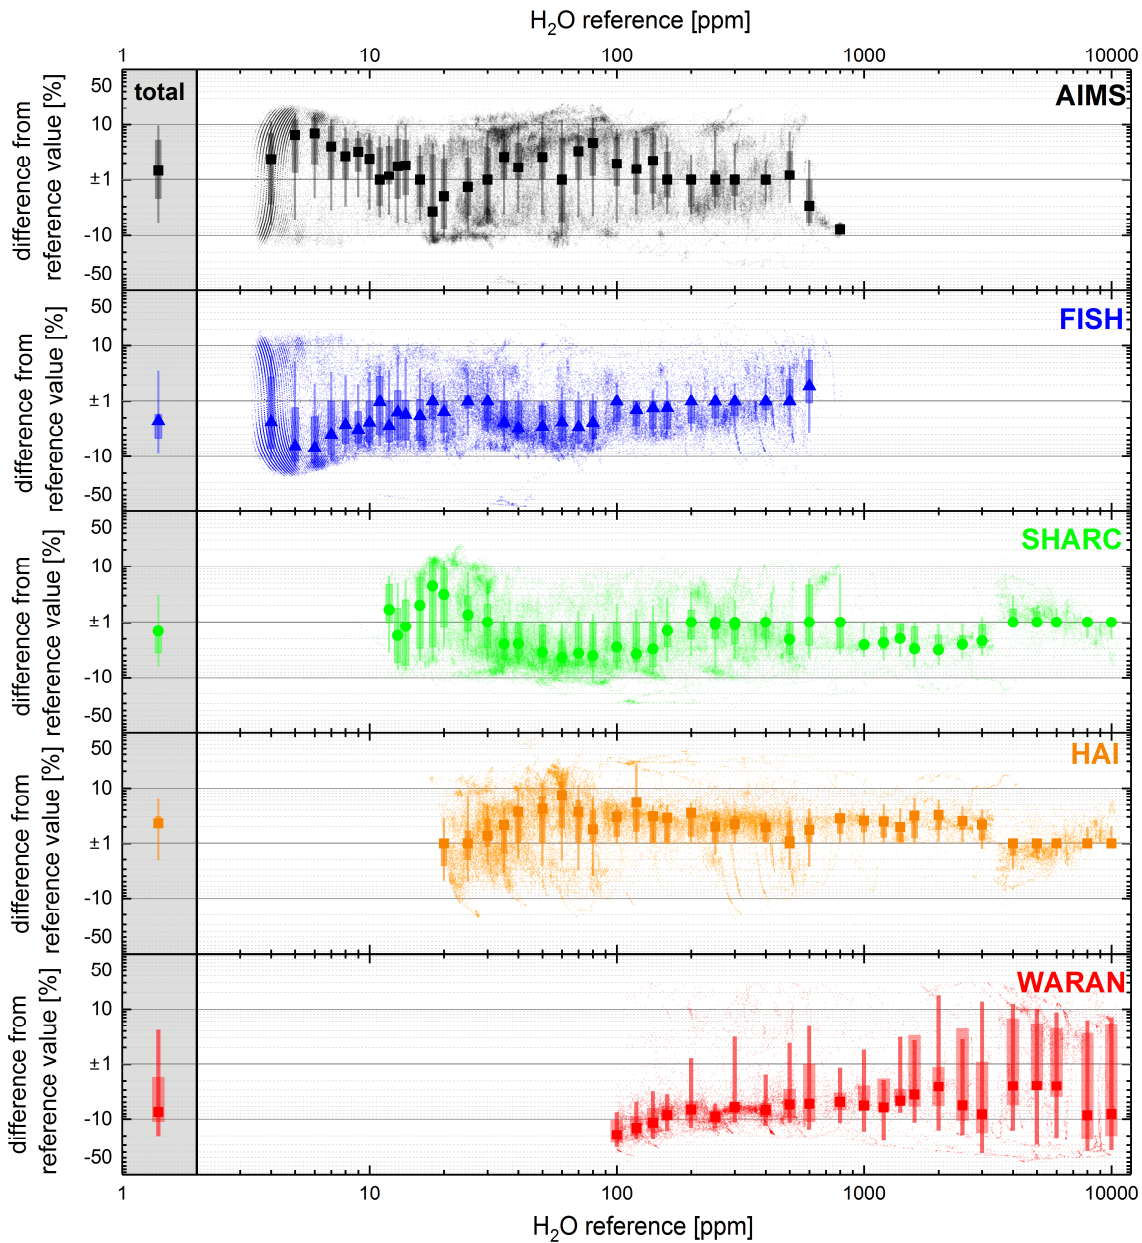 H2O reference [ppm]
1 10 100 1000 10000
total
AIMS
difference from
reference value [%]
50
10
±1
-10
-50
FISH
difference from
reference value [%]
50
10
±1
-10
-50
SHARC
difference from
reference value [%]
50
10
±1
-10
-50
HAI
difference from
reference value [%]
50
10
±1
-10
-50
WARAN
difference from
reference value [%]
50
10
±1
-10
-50
1 10 100 1000 10000
H2O reference [ppm]